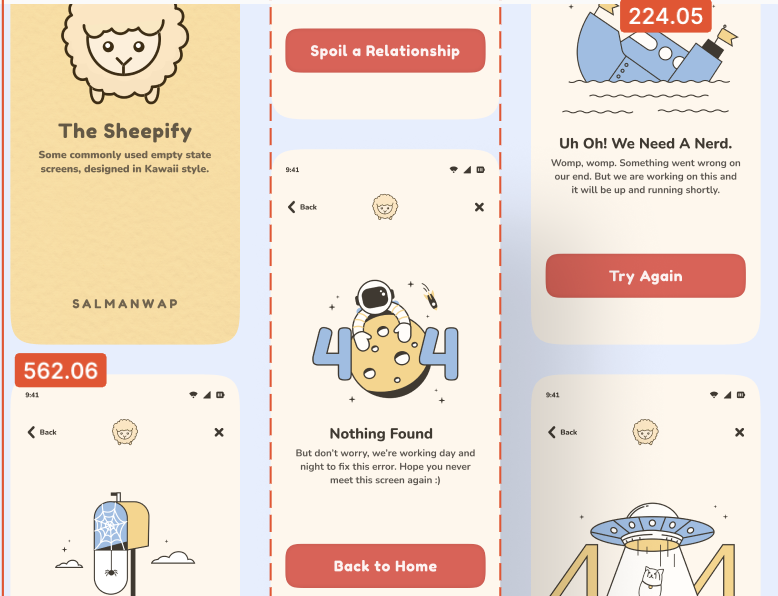 The Sheepify
Some commonly used empty state
screens, designed in Kawaii style.
SALMANWAP
562.06
9:41
Back
Spoil a Relationship
9:41
Back
4 4
Nothing Found
But don't worry, we're working day and
night to fix this error. Hope you never
meet this screen again :)
Back to Home
224.05
Uh Oh! We Need A Nerd.
Womp, womp. Something went wrong on
our end. But we are working on this and
it will be up and running shortly.
Try Again
9:41
Back
4 4